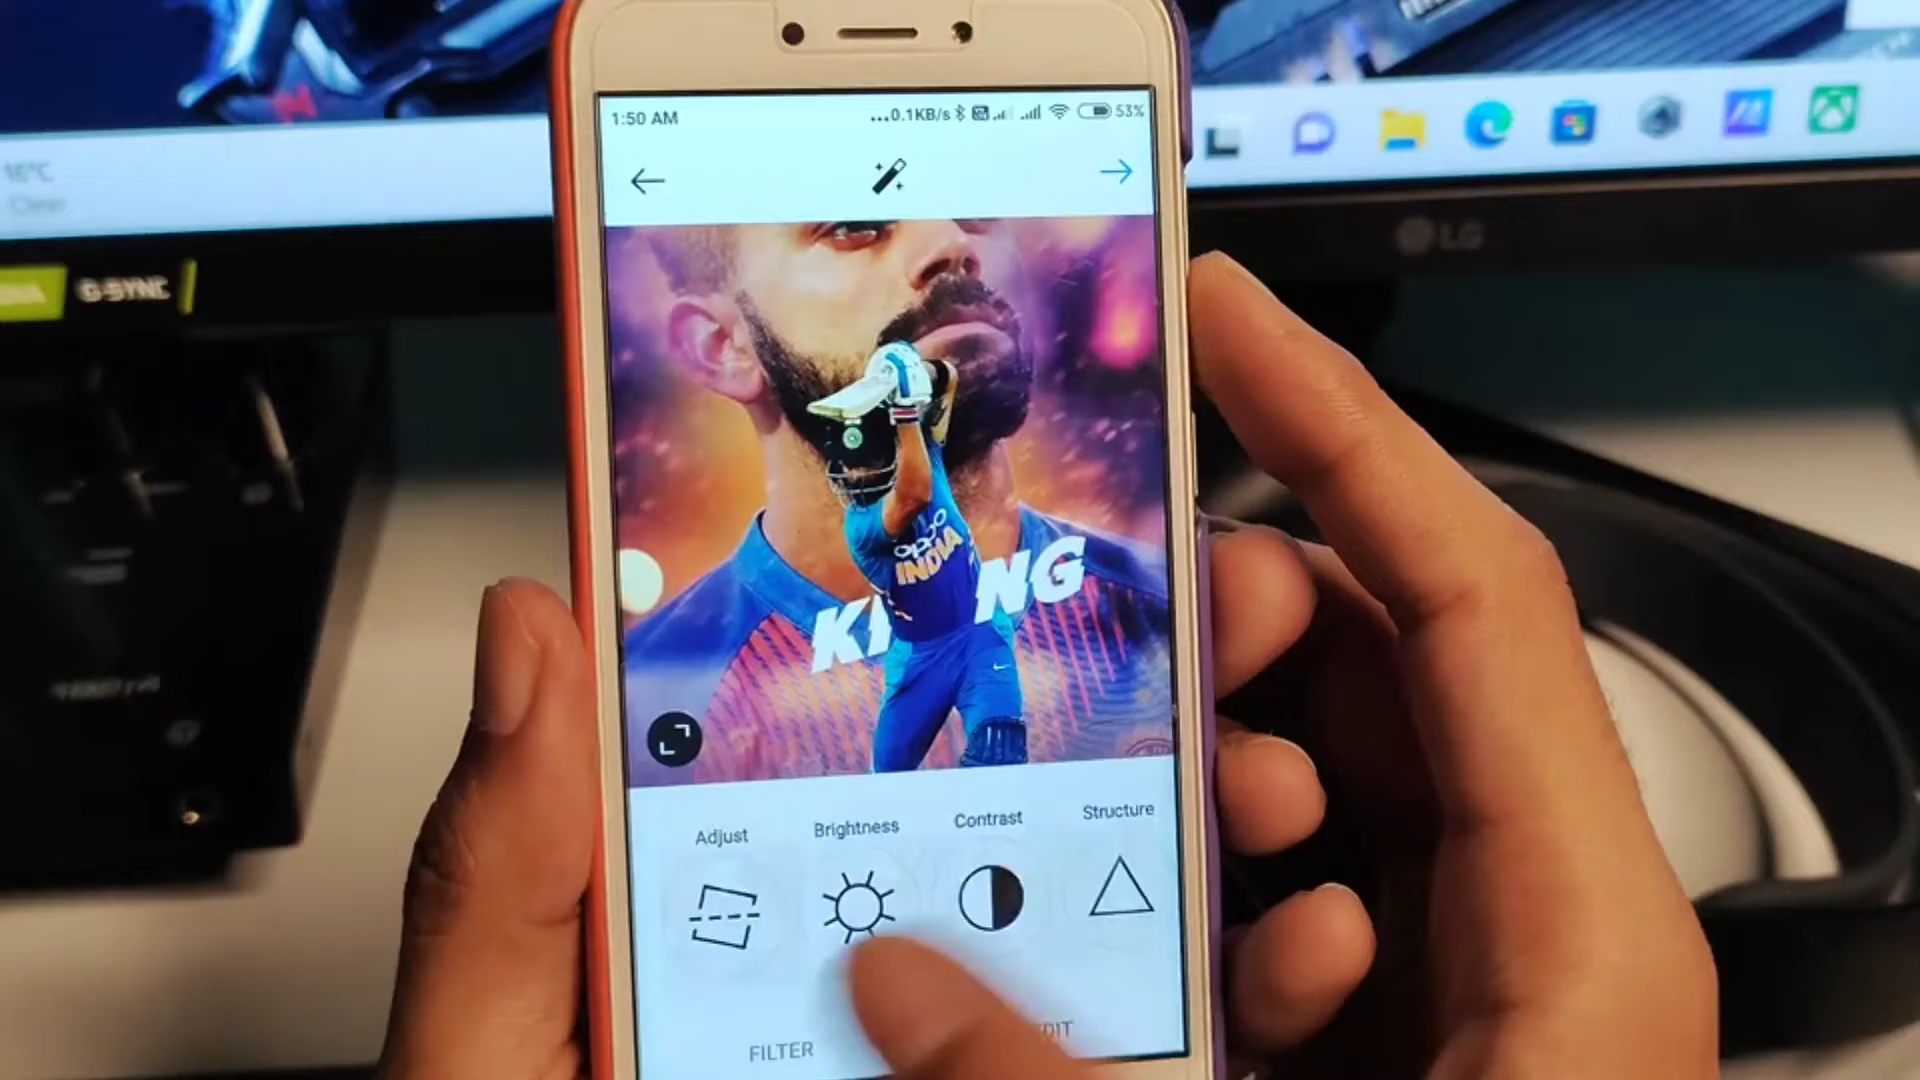 1:50 AM
...0.1KB/s
53%
16°C
Clear
LG
G-SYNC
oppo
INDIA
KI NG
Adjust
Brightness
Contrast
Structure
FILTER
EDIT